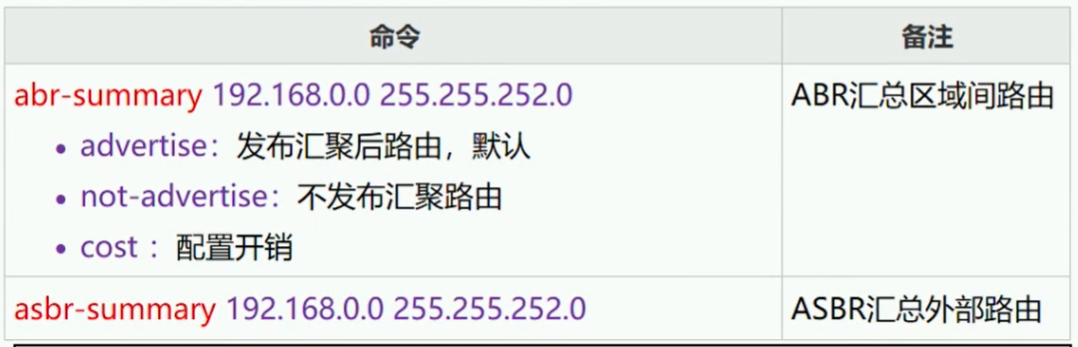 命令
备注
abr-summary 192.168.0.0 255.255.252.0
ABR汇总区域间路由
• advertise：发布汇聚后路由，默认
• not-advertise：不发布汇聚路由
• cost ：配置开销
asbr-summary 192.168.0.0 255.255.252.0
ASBR汇总外部路由